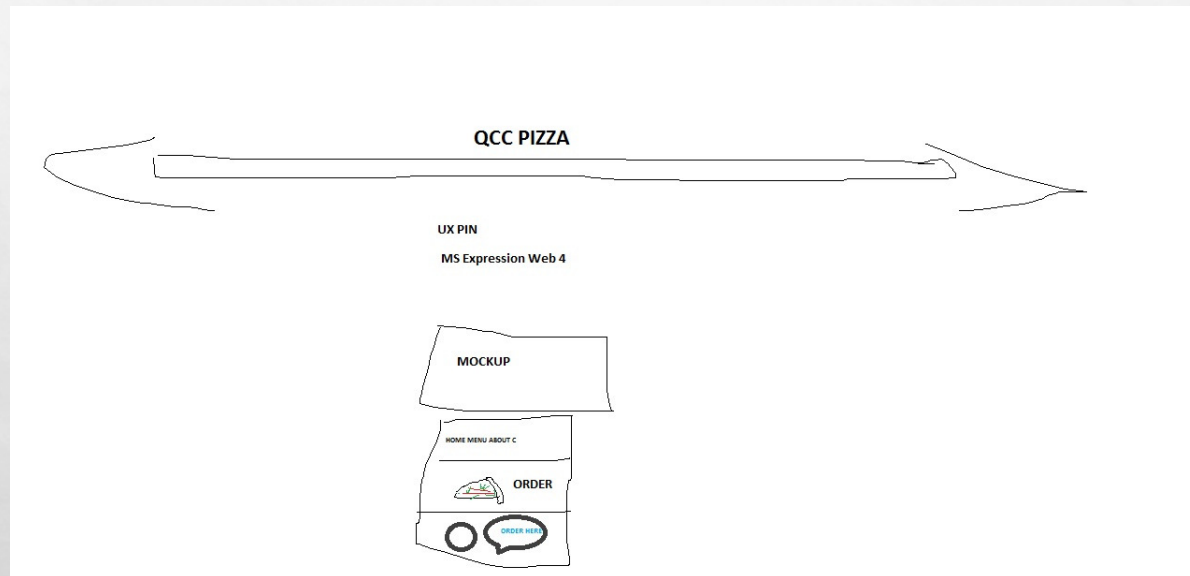 QCC PIZZA
UX PIN
MS Expression Web 4
MOCKUP
HOME MENU ABOUT C
ORDER
ORDER HERE